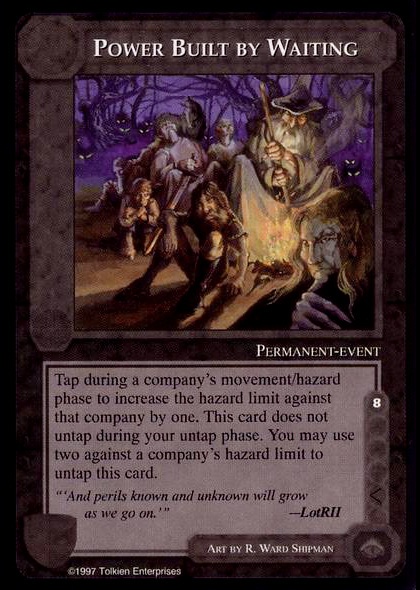 POWER BUILT BY WAITING
PERMANENT-EVENT
Tap during a company's movement/hazard
phase to increase the hazard limit against
that company by one. This card does not
untap during your untap phase. You may use
two against a company's hazard limit to
untap this card.
8
“‘And perils known and unknown will grow
as we go on.’” —LotRII
ART BY R. WARD SHIPMAN
©1997 Tolkien Enterprises